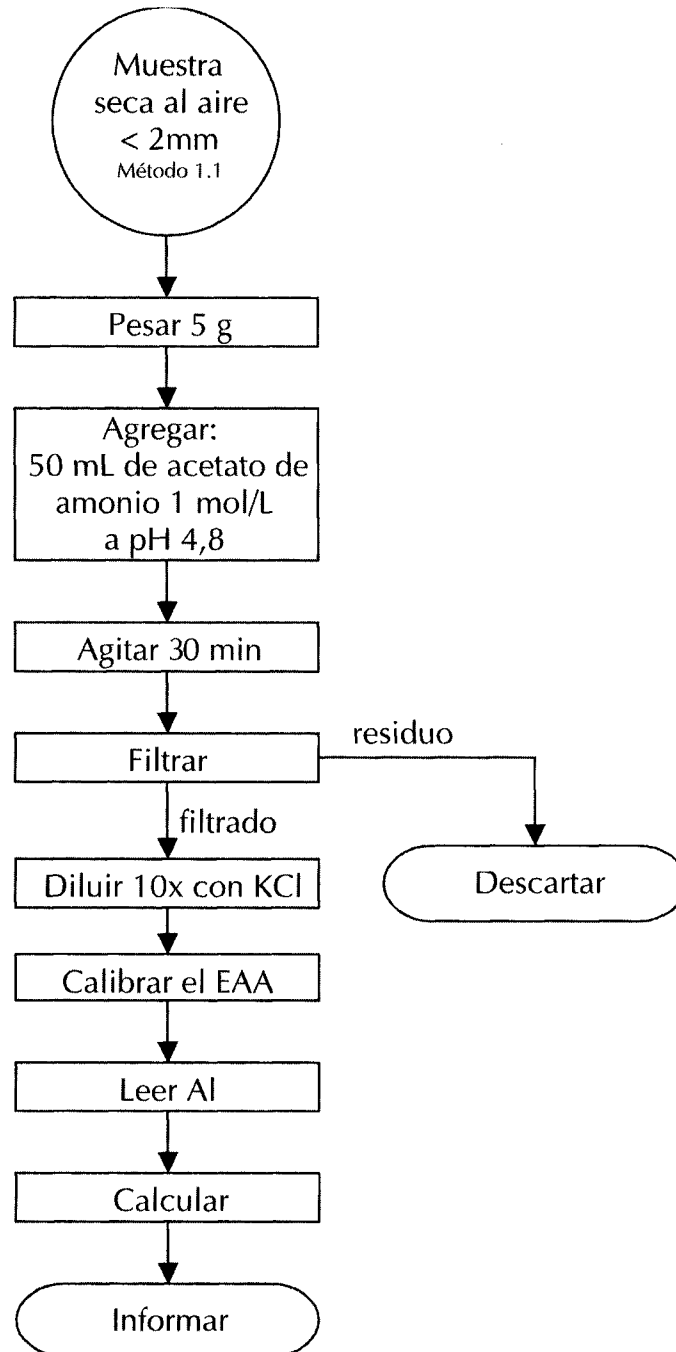 Muestra
seca al aire
< 2mm
Método 1.1
Pesar 5 g
Agregar:
50 mL de acetato de
amonio 1 mol/L
a pH 4,8
Agitar 30 min
Filtrar
residuo
filtrado
Descartar
Diluir 10x con KCl
Calibrar el EAA
Leer Al
Calcular
Informar